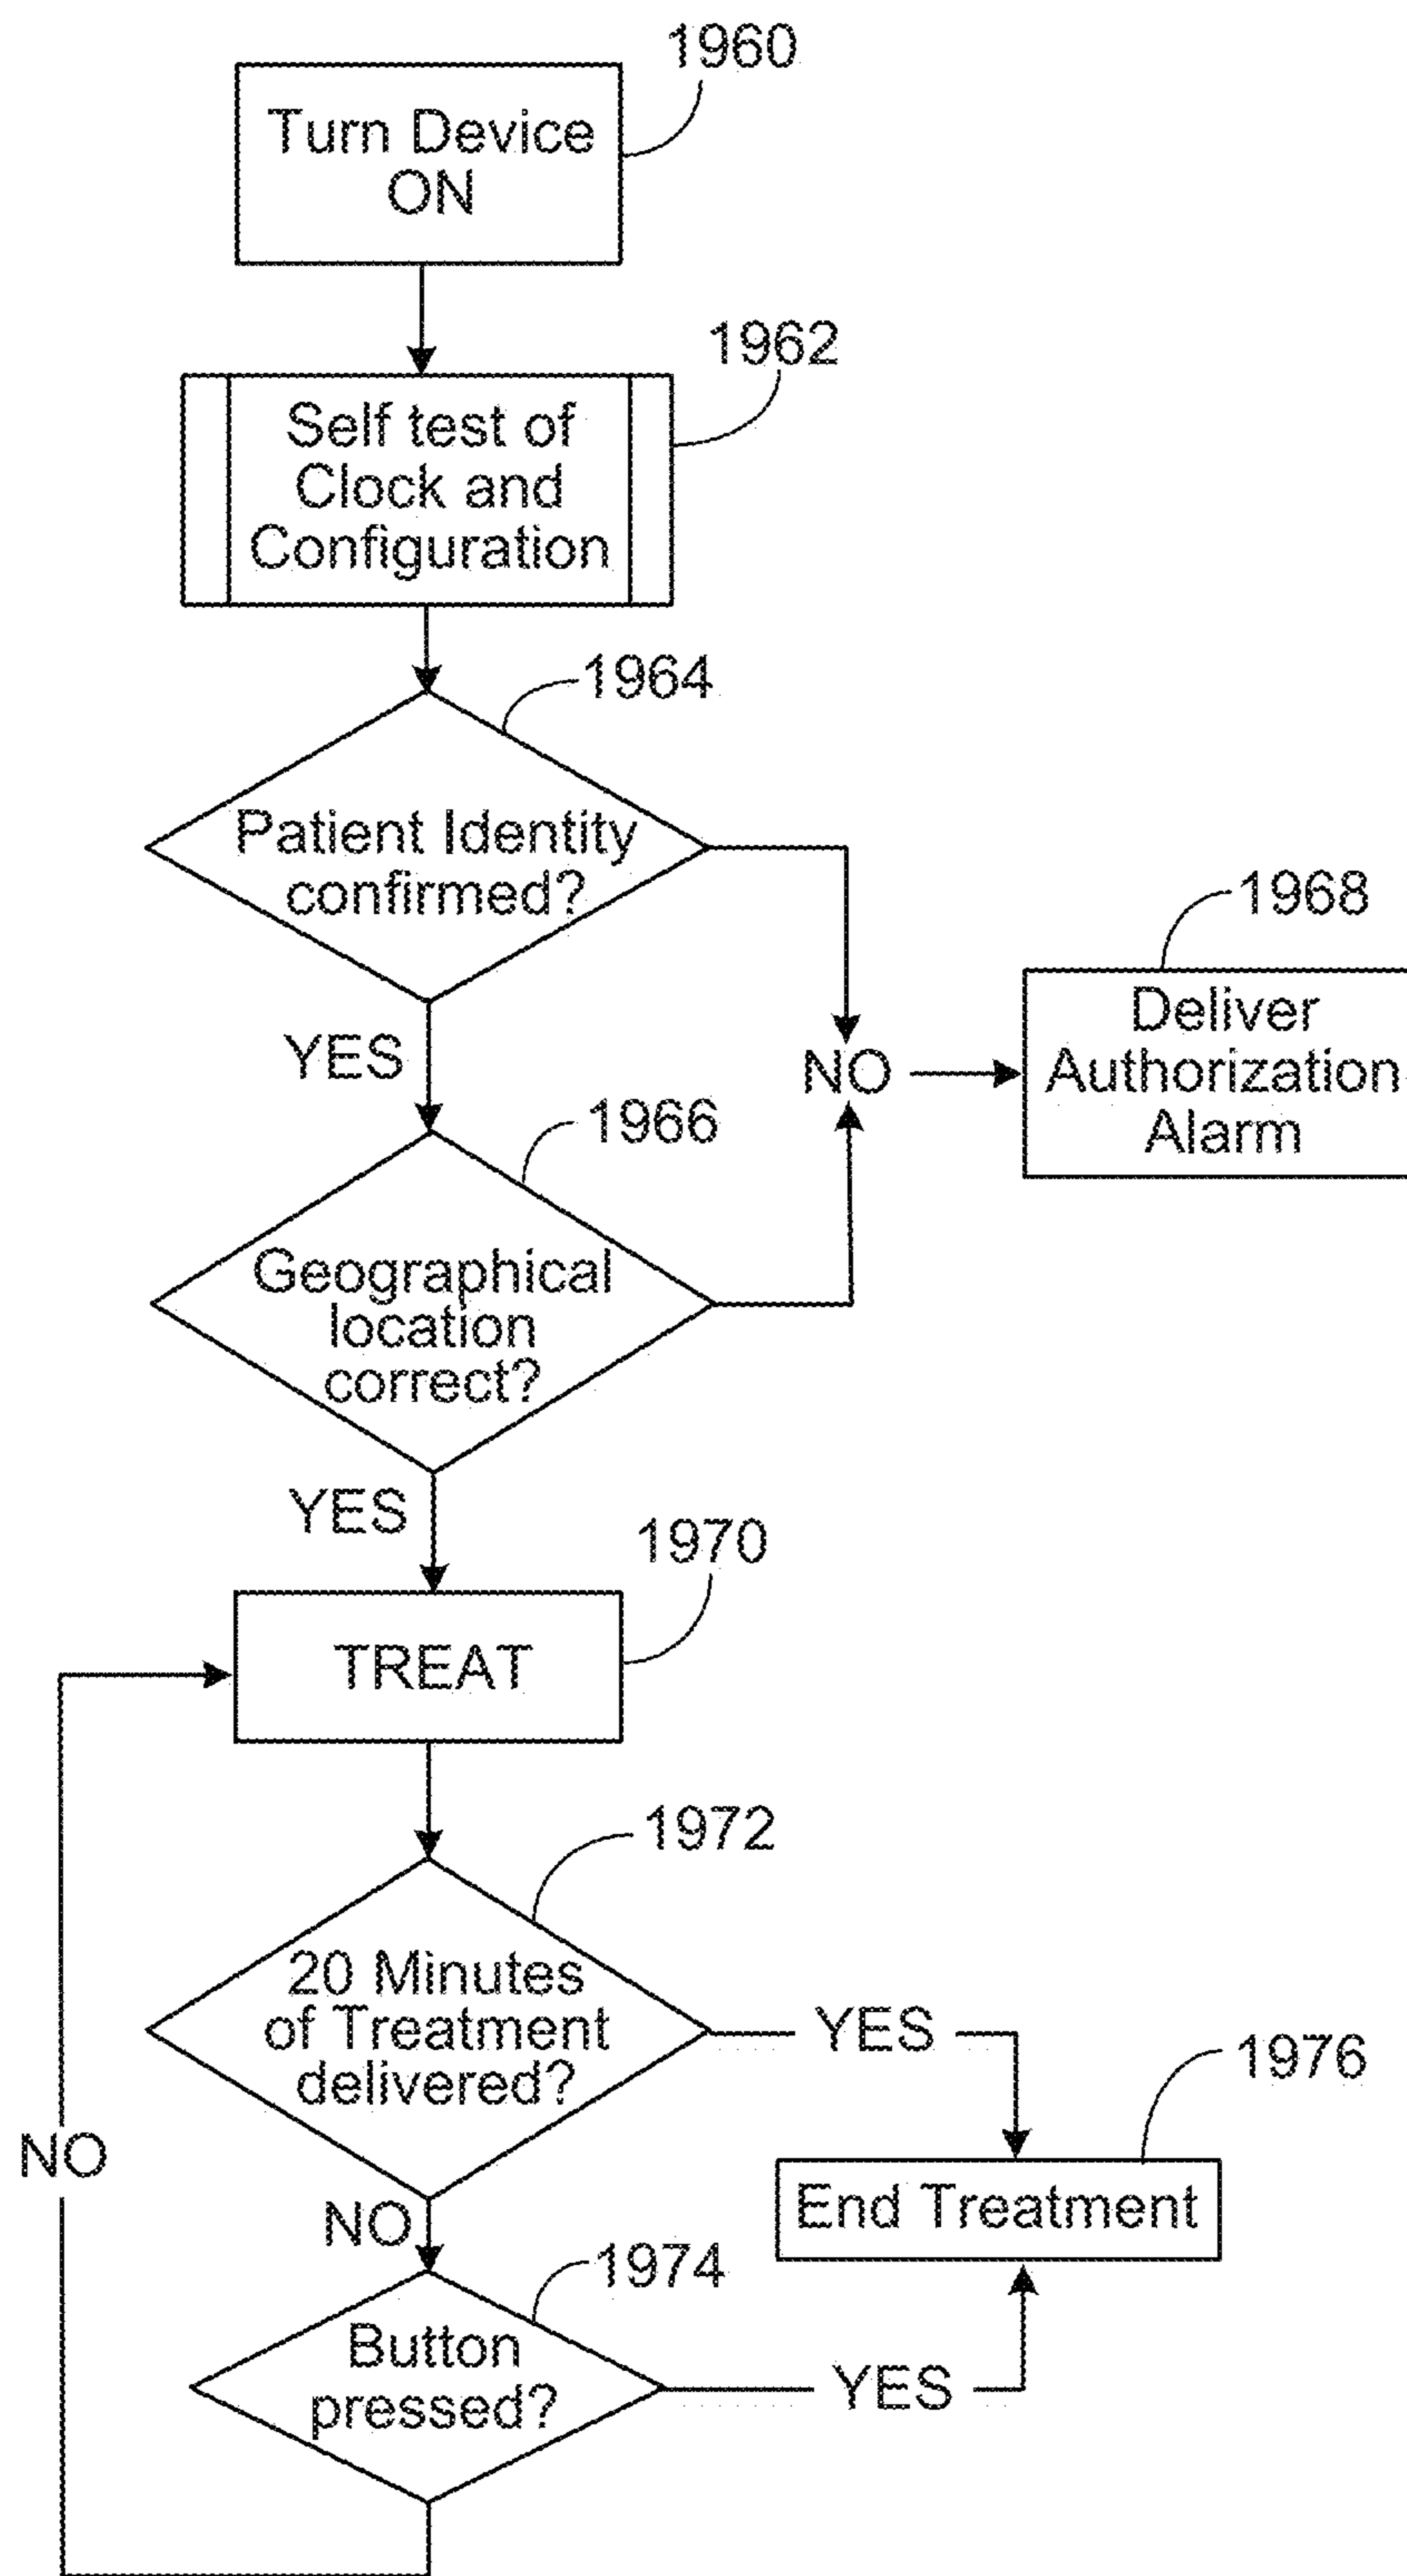 1960
Turn Device
ON
1962
Self test of
Clock and
Configuration
1964
Patient Identity
confirmed?
1968
Deliver
Authorization
Alarm
NO
YES
1966
Geographical
location
correct?
YES
1970
TREAT
1972
20 Minutes
of Treatment
delivered?
YES
1976
End Treatment
NO
NO
1974
Button
pressed?
YES